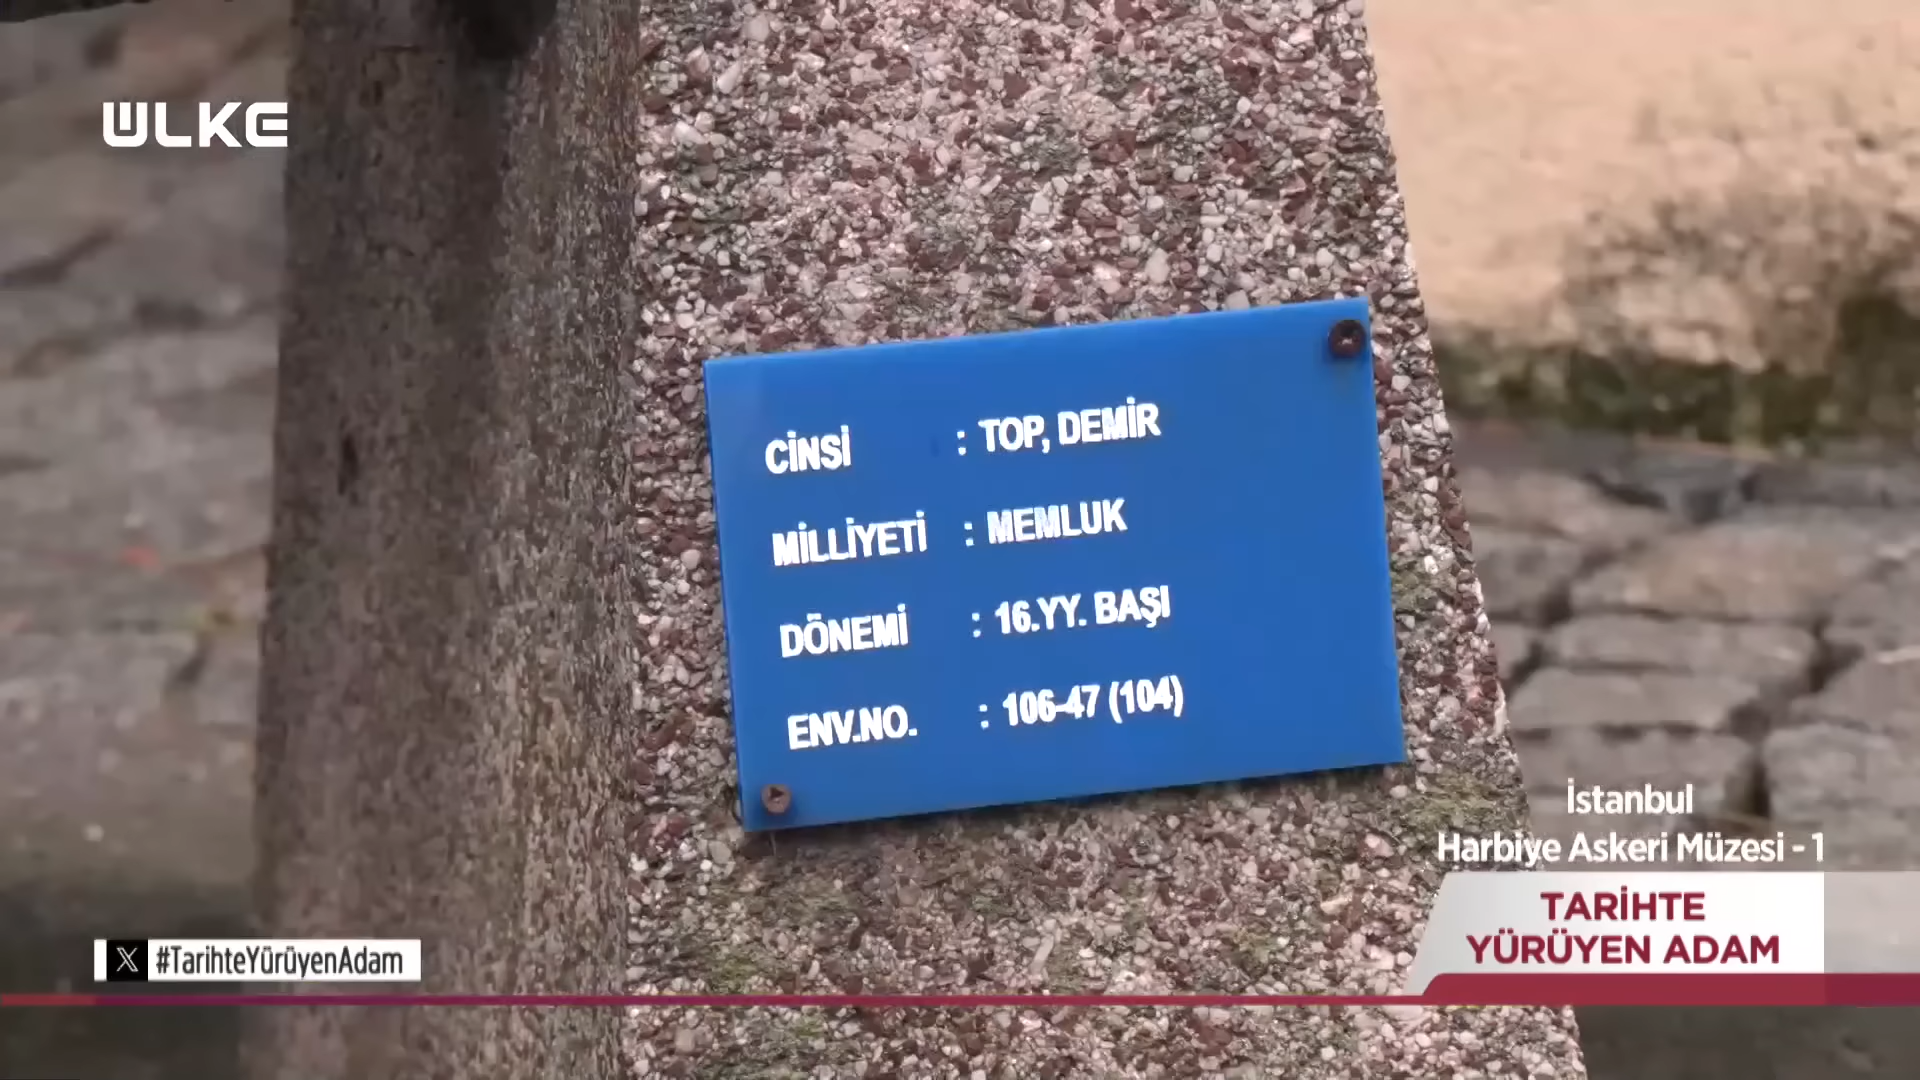 ULKE
CİNSİ : TOP, DEMİR
MİLLİYETİ : MEMLUK
DÖNEMİ : 16.YY. BAŞI
ENV.NO. : 106-47 (104)
İstanbul
Harbiye Askeri Müzesi - 1
TARİHTE
YÜRÜYEN ADAM
X #TarihteYürüyenAdam